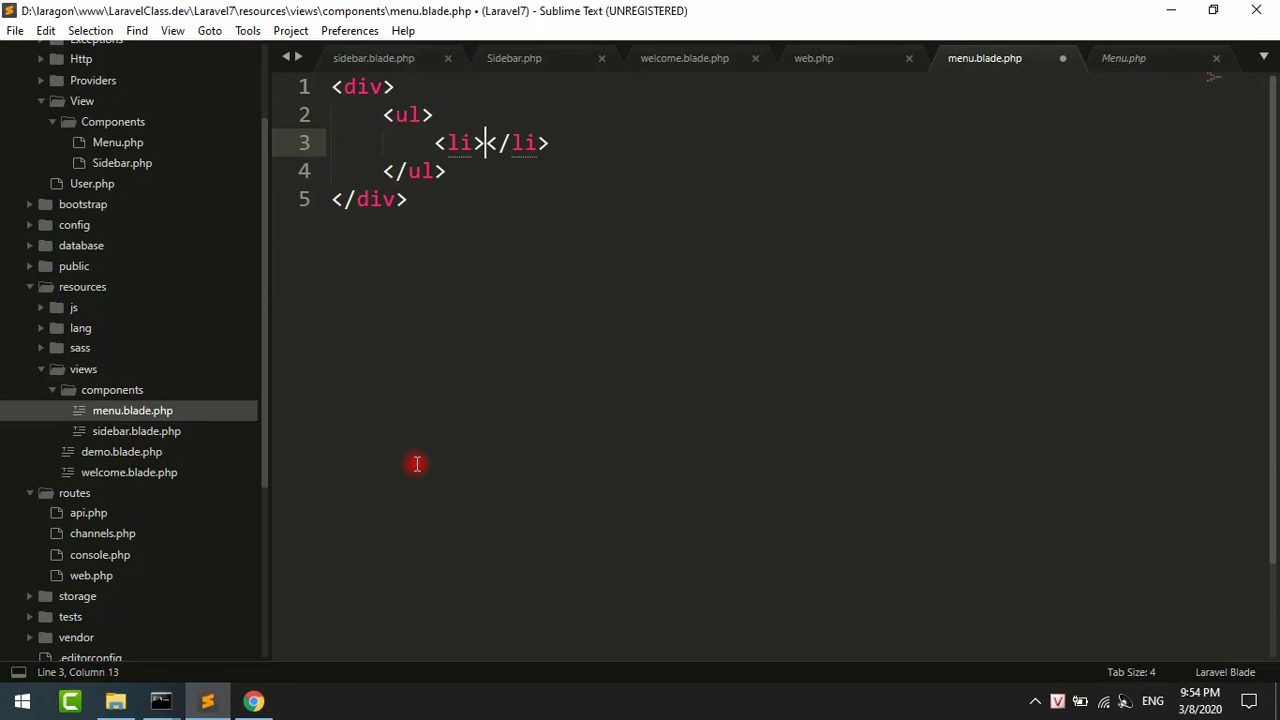 D:\laragon\www\LaravelClass.dev\Laravel7\resources\views\components\menu.blade.php • (Laravel7) - Sublime Text (UNREGISTERED)
File Edit Selection Find View Goto Tools Project Preferences Help
sidebar.blade.php Sidebar.php welcome.blade.php web.php menu.blade.php Menu.php
Exceptions
Http
Providers
View
Components
Menu.php
Sidebar.php
User.php
bootstrap
config
database
public
resources
js
lang
sass
views
components
menu.blade.php
sidebar.blade.php
demo.blade.php
welcome.blade.php
routes
api.php
channels.php
console.php
web.php
storage
tests
vendor
.editorconfig
1 <div>
2 <ul>
3 <li></li>
4 </ul>
5 </div>
Line 3, Column 13
Tab Size: 4 Laravel Blade
V ENG 9:54 PM
3/8/2020